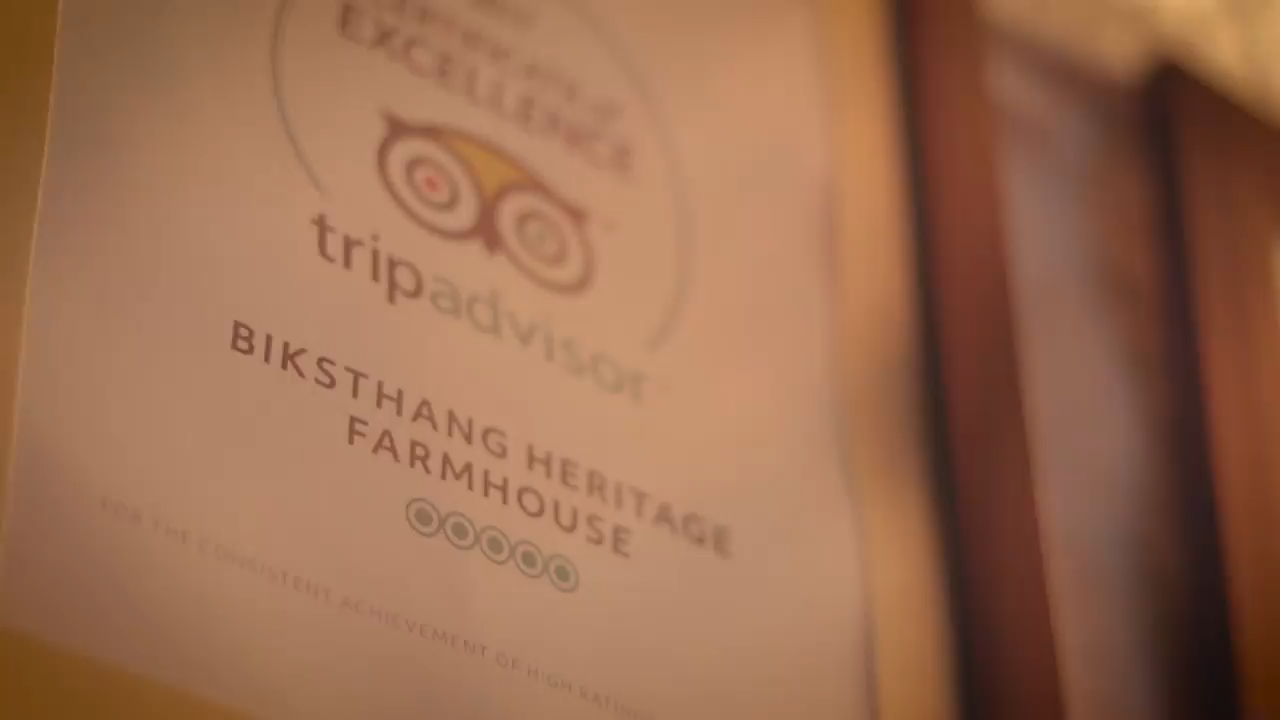 EXCELLENCE
tripadvisor
BIKSTHANG HERITAGE
FARMHOUSE
FOR THE CONSISTENT ACHIEVEMENT OF HIGH RATINGS